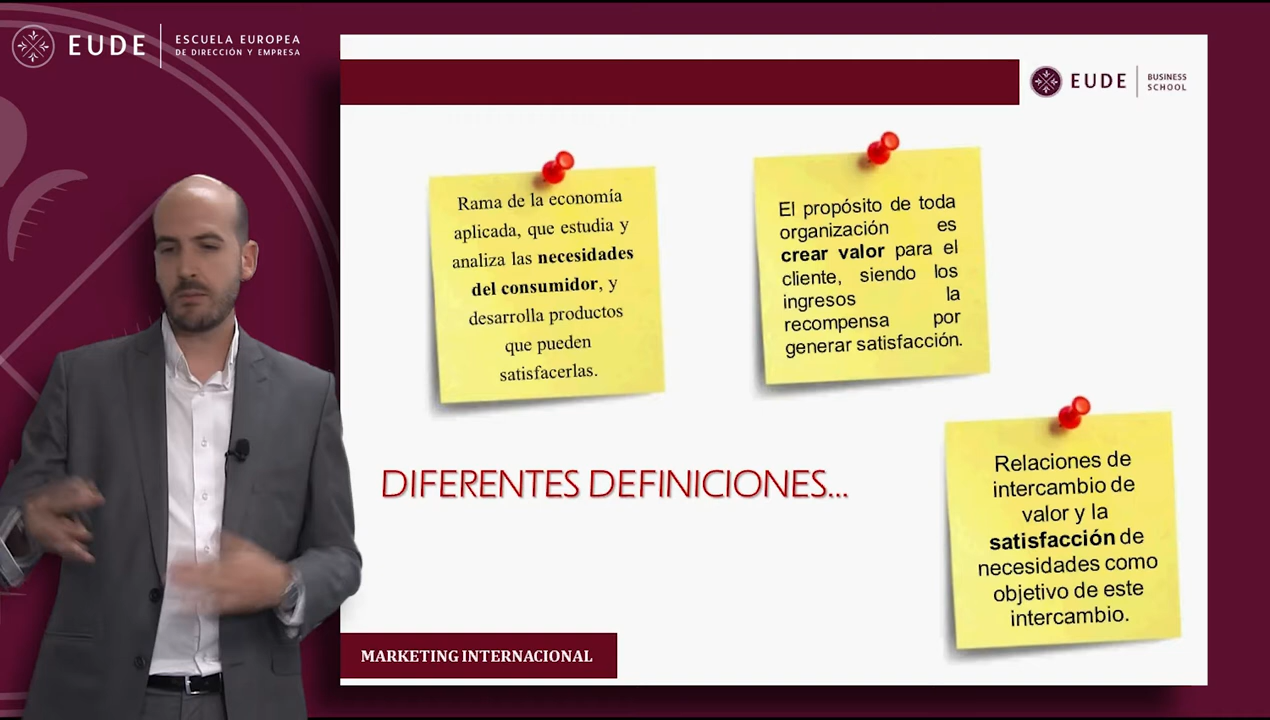 EUDE
ESCUELA EUROPEA
DE DIRECCIÓN Y EMPRESA
EUDE
BUSINESS
SCHOOL
Rama de la economía
aplicada, que estudia y
analiza las necesidades
del consumidor, y
desarrolla productos
que pueden
satisfacerlas.
El propósito de toda
organización es
crear valor para el
cliente, siendo los
ingresos la
recompensa por
generar satisfacción.
DIFERENTES DEFINICIONES...
Relaciones de
intercambio de
valor y la
satisfacción de
necesidades como
objetivo de este
intercambio.
MARKETING INTERNACIONAL